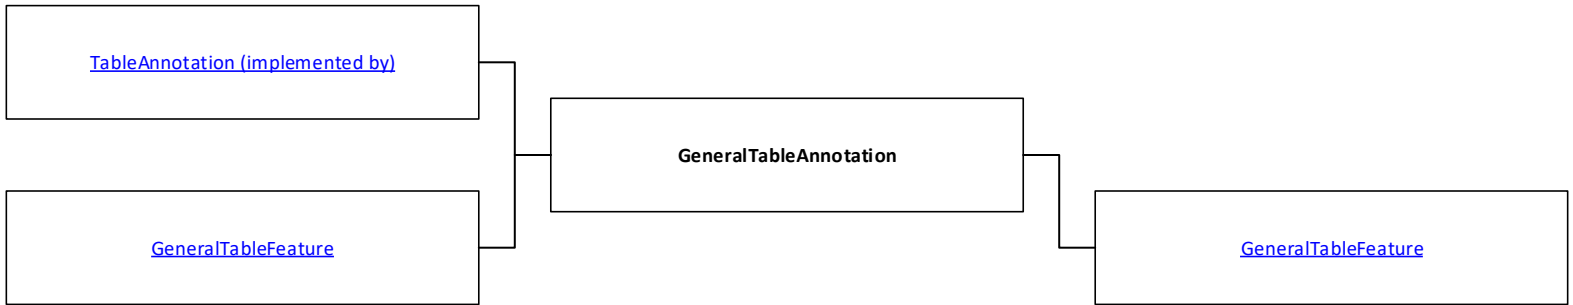 TableAnnotation (implemented by)
GeneralTableAnnotation
GeneralTableFeature
GeneralTableFeature